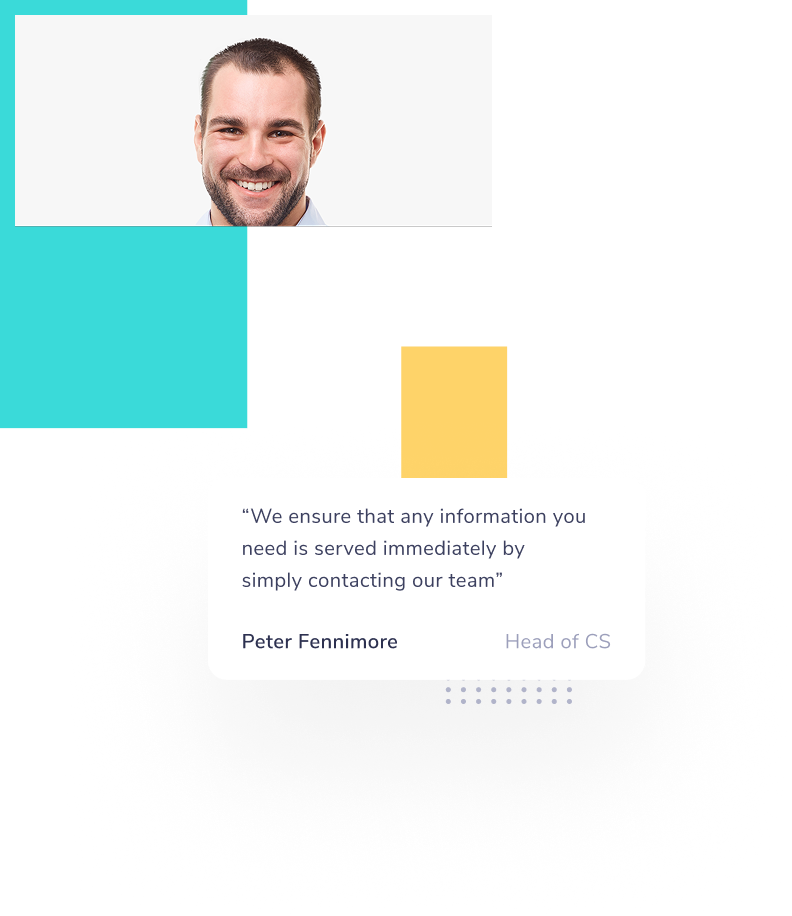 “We ensure that any information you
need is served immediately by
simply contacting our team”
Peter Fennimore
Head of CS